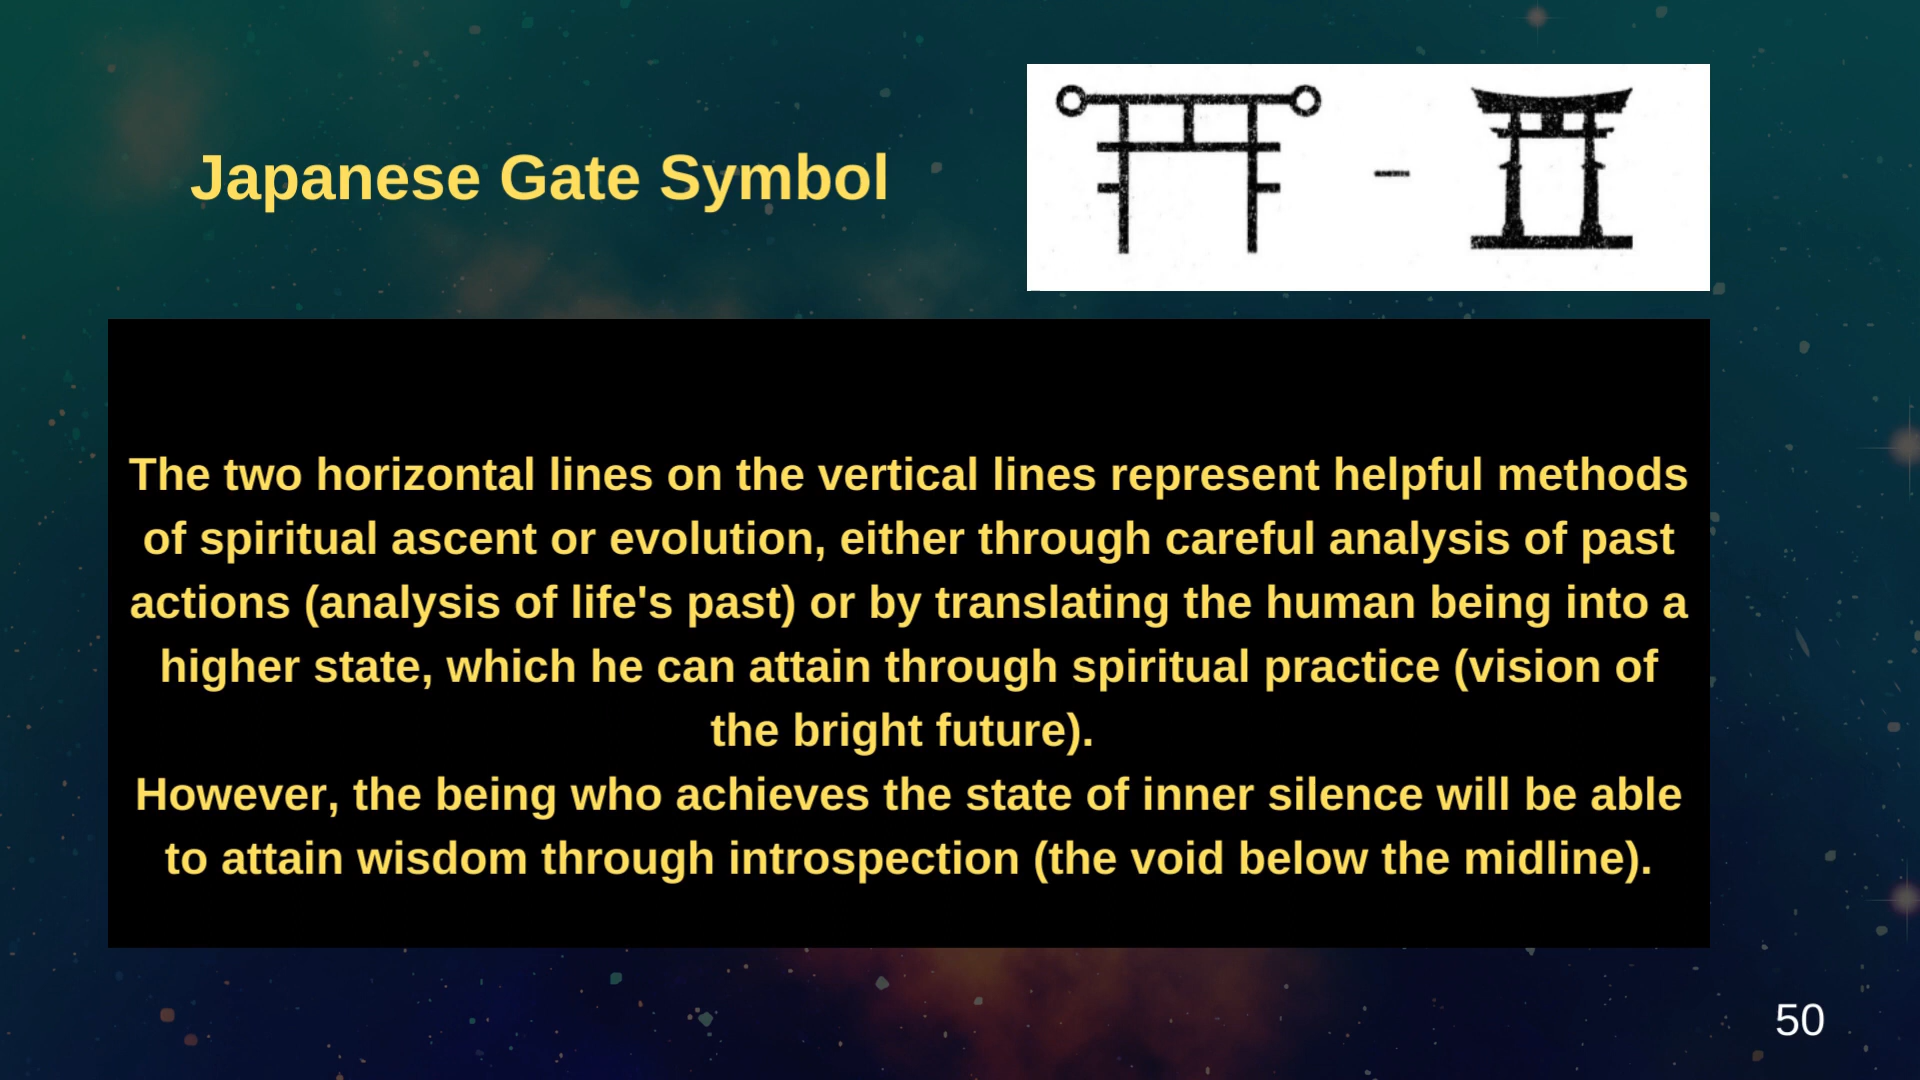 Japanese Gate Symbol
The two horizontal lines on the vertical lines represent helpful methods
of spiritual ascent or evolution, either through careful analysis of past
actions (analysis of life's past) or by translating the human being into a
higher state, which he can attain through spiritual practice (vision of
the bright future).
However, the being who achieves the state of inner silence will be able
to attain wisdom through introspection (the void below the midline).
50